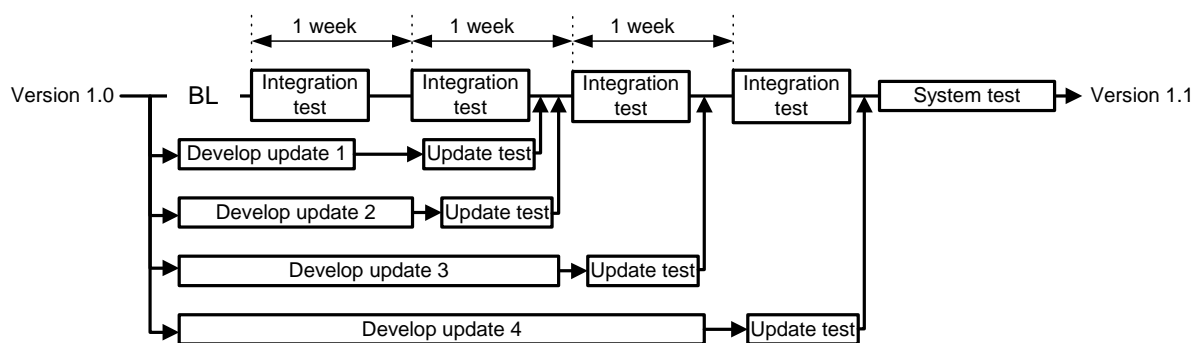 1 week
1 week
1 week
Version 1.0
BL
Integration
test
Integration
test
Integration
test
Integration
test
System test
Version 1.1
Develop update 1
Update test
Develop update 2
Update test
Develop update 3
Update test
Develop update 4
Update test